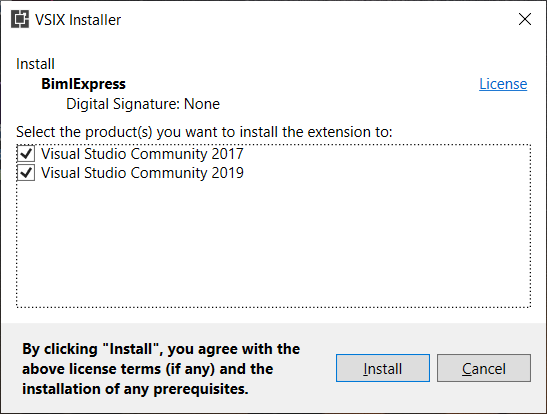 VSIX Installer
Install
BimlExpress
License
Digital Signature: None
Select the product(s) you want to install the extension to:
Visual Studio Community 2017
Visual Studio Community 2019
By clicking "Install", you agree with the
above license terms (if any) and the
installation of any prerequisites.
Install
Cancel